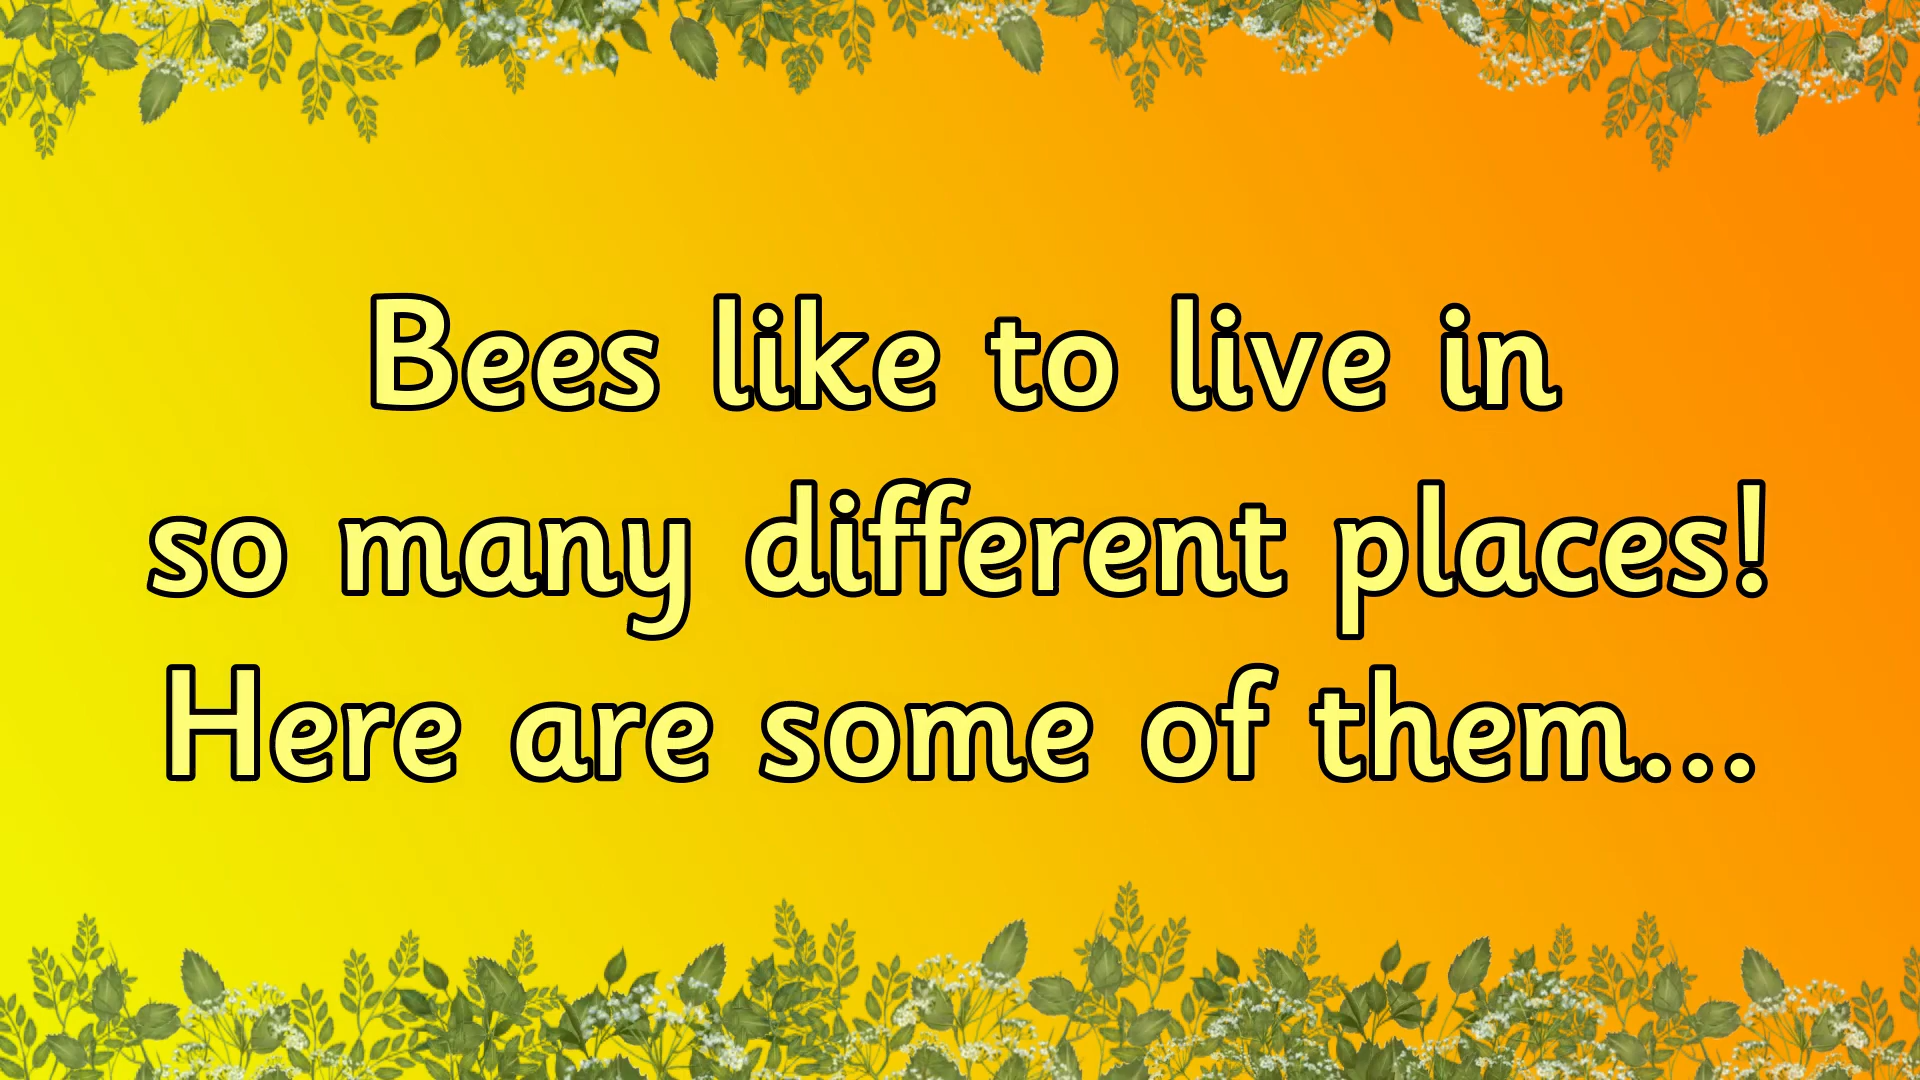 Bees like to live in
so many different places!
Here are some of them...